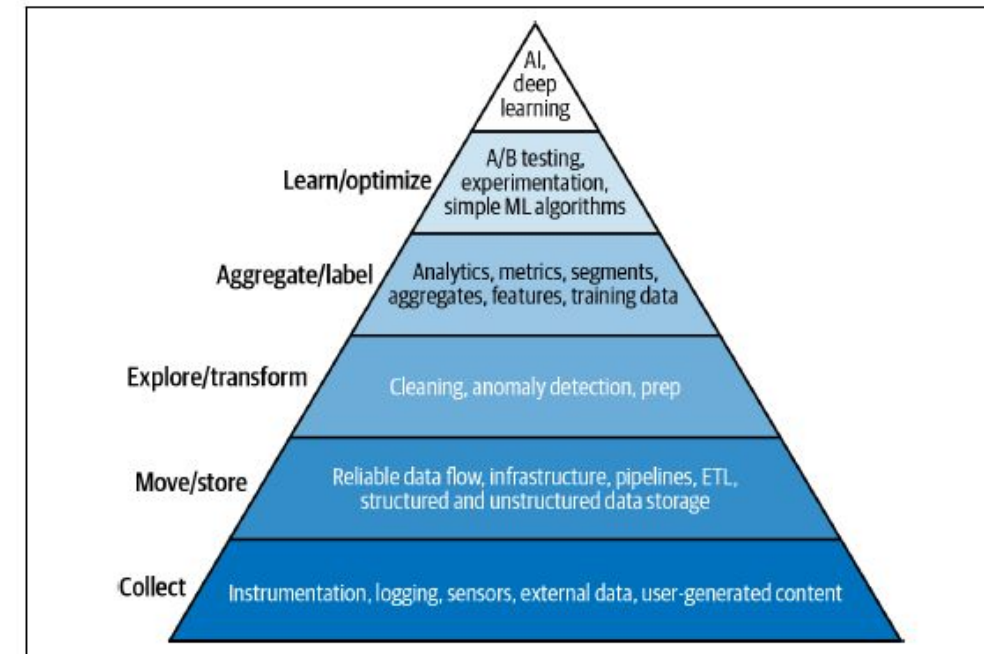 AI,
deep
learning
Learn/optimize
A/B testing,
experimentation,
simple ML algorithms
Aggregate/label
Analytics, metrics, segments,
aggregates, features, training data
Explore/transform
Cleaning, anomaly detection, prep
Move/store
Reliable data flow, infrastructure, pipelines, ETL,
structured and unstructured data storage
Collect
Instrumentation, logging, sensors, external data, user-generated content